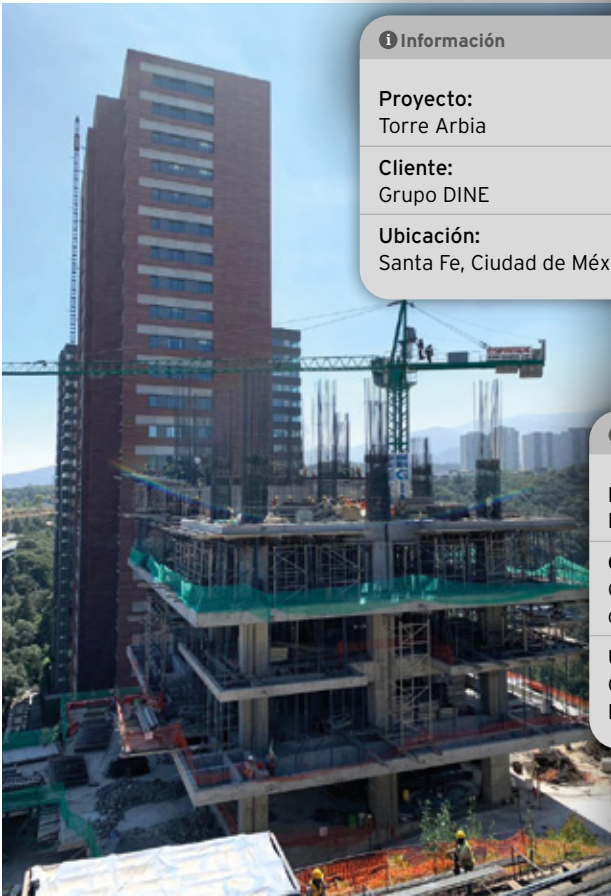 Información
Proyecto:
Torre Arbia
Cliente:
Grupo DINE
Ubicación:
Santa Fe, Ciudad de Méx